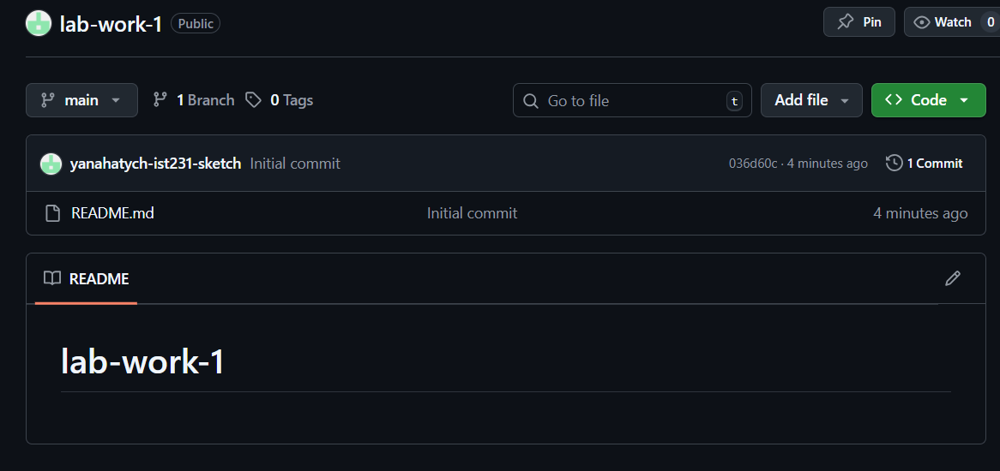 lab-work-1 Public Pin Watch 0
main 1 Branch 0 Tags Go to file t Add file Code
yanahatych-ist231-sketch Initial commit 036d60c · 4 minutes ago 1 Commit
README.md Initial commit 4 minutes ago
README
lab-work-1